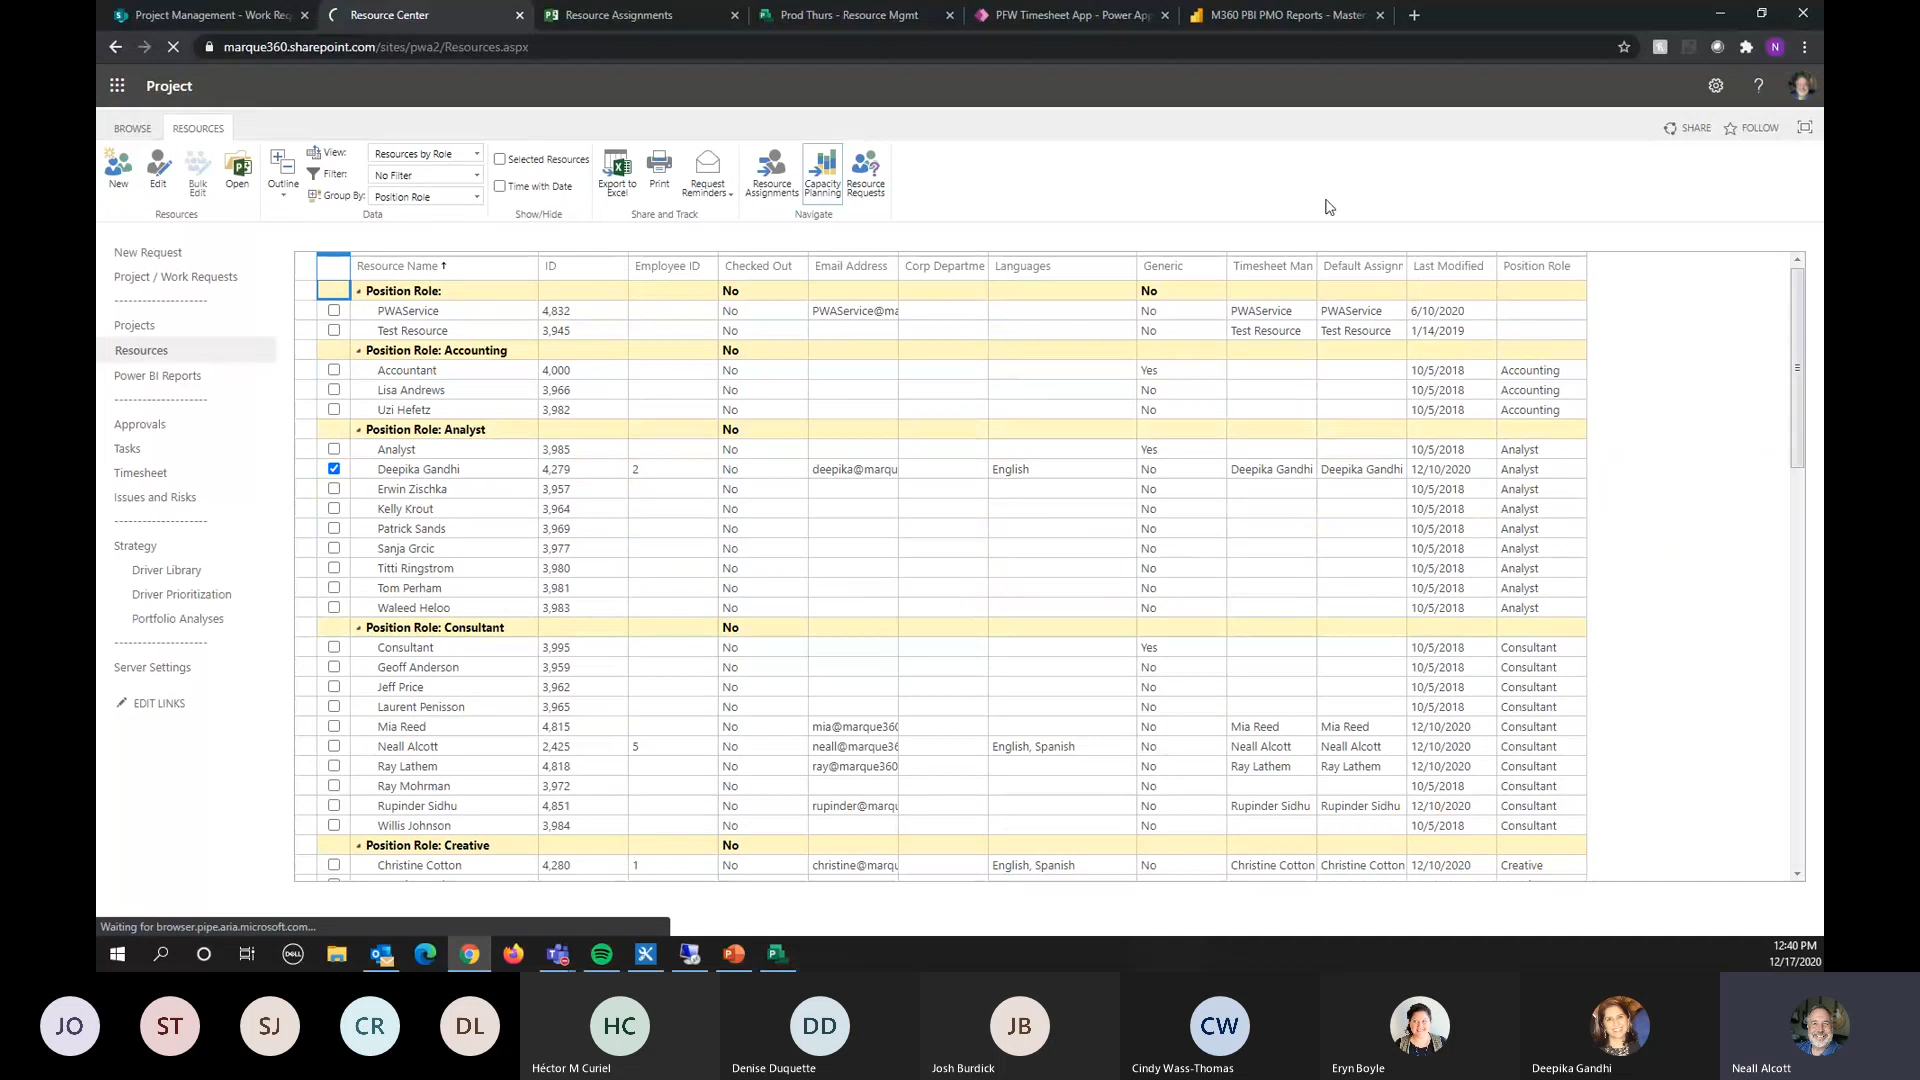 Project Management - Work Req
Resource Center
Resource Assignments
Prod Thurs - Resource Mgmt
PFW Timesheet App - Power App
M360 PBI PMO Reports - Master
marque360.sharepoint.com/sites/pwa2/Resources.aspx
N
Project
BROWSE
RESOURCES
SHARE
FOLLOW
New
Edit
Bulk Edit
Open
Outline
View:
Resources by Role
Filter:
No Filter
Group By:
Position Role
Selected Resources
Time with Date
Export to Excel
Print
Request Reminders
Resource Assignments
Capacity Planning
Resource Requests
Resources
Data
Show/Hide
Share and Track
Navigate
New Request
Project / Work Requests
--------------------
Projects
Resources
Power BI Reports
--------------------
Approvals
Tasks
Timesheet
Issues and Risks
--------------------
Strategy
Driver Library
Driver Prioritization
Portfolio Analyses
--------------------
Server Settings
EDIT LINKS
Resource Name ID Employee ID Checked Out Email Address Corp Departme Languages Generic Timesheet Man Default Assignr Last Modified Position Role
Position Role: No No
PWAService 4,832 No PWAService@ma No PWAService PWAService 6/10/2020
Test Resource 3,945 No No Test Resource Test Resource 1/14/2019
Position Role: Accounting No
Accountant 4,000 No Yes 10/5/2018 Accounting
Lisa Andrews 3,966 No No 10/5/2018 Accounting
Uzi Hefetz 3,982 No No 10/5/2018 Accounting
Position Role: Analyst No
Analyst 3,985 No Yes 10/5/2018 Analyst
Deepika Gandhi 4,279 2 No deepika@marqu English No Deepika Gandhi Deepika Gandhi 12/10/2020 Analyst
Erwin Zischka 3,957 No No 10/5/2018 Analyst
Kelly Krout 3,964 No No 10/5/2018 Analyst
Patrick Sands 3,969 No No 10/5/2018 Analyst
Sanja Grcic 3,977 No No 10/5/2018 Analyst
Titti Ringstrom 3,980 No No 10/5/2018 Analyst
Tom Perham 3,981 No No 10/5/2018 Analyst
Waleed Heloo 3,983 No No 10/5/2018 Analyst
Position Role: Consultant No
Consultant 3,995 No Yes 10/5/2018 Consultant
Geoff Anderson 3,959 No No 10/5/2018 Consultant
Jeff Price 3,962 No No 10/5/2018 Consultant
Laurent Penisson 3,965 No No 10/5/2018 Consultant
Mia Reed 4,815 No mia@marque360 No Mia Reed Mia Reed 12/10/2020 Consultant
Neall Alcott 2,425 5 No neall@marque36 English, Spanish No Neall Alcott Neall Alcott 12/10/2020 Consultant
Ray Lathem 4,818 No ray@marque360 No Ray Lathem Ray Lathem 12/10/2020 Consultant
Ray Mohrman 3,972 No No 10/5/2018 Consultant
Rupinder Sidhu 4,851 No rupinder@marqu No Rupinder Sidhu Rupinder Sidhu 12/10/2020 Consultant
Willis Johnson 3,984 No No 10/5/2018 Consultant
Position Role: Creative No
Christine Cotton 4,280 1 No christine@marqu English, Spanish No Christine Cotton Christine Cotton 12/10/2020 Creative
Waiting for browser.pipe.aria.microsoft.com...
DELL
12:40 PM
12/17/2020
JO
ST
SJ
CR
DL
HC
DD
JB
CW
Héctor M Curiel
Denise Duquette
Josh Burdick
Cindy Wass-Thomas
Eryn Boyle
Deepika Gandhi
Neall Alcott